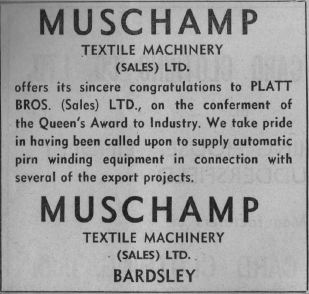 MUSCHAMP
TEXTILE MACHINERY
(SALES) LTD.
offers its sincere congratulations to PLATT
BROS. (Sales) LTD., on the conferment of
the Queen's Award to Industry. We take pride
in having been called upon to supply automatic
pirn winding equipment in connection with
several of the export projects.
MUSCHAMP
TEXTILE MACHINERY
(SALES) LTD.
BARDSLEY